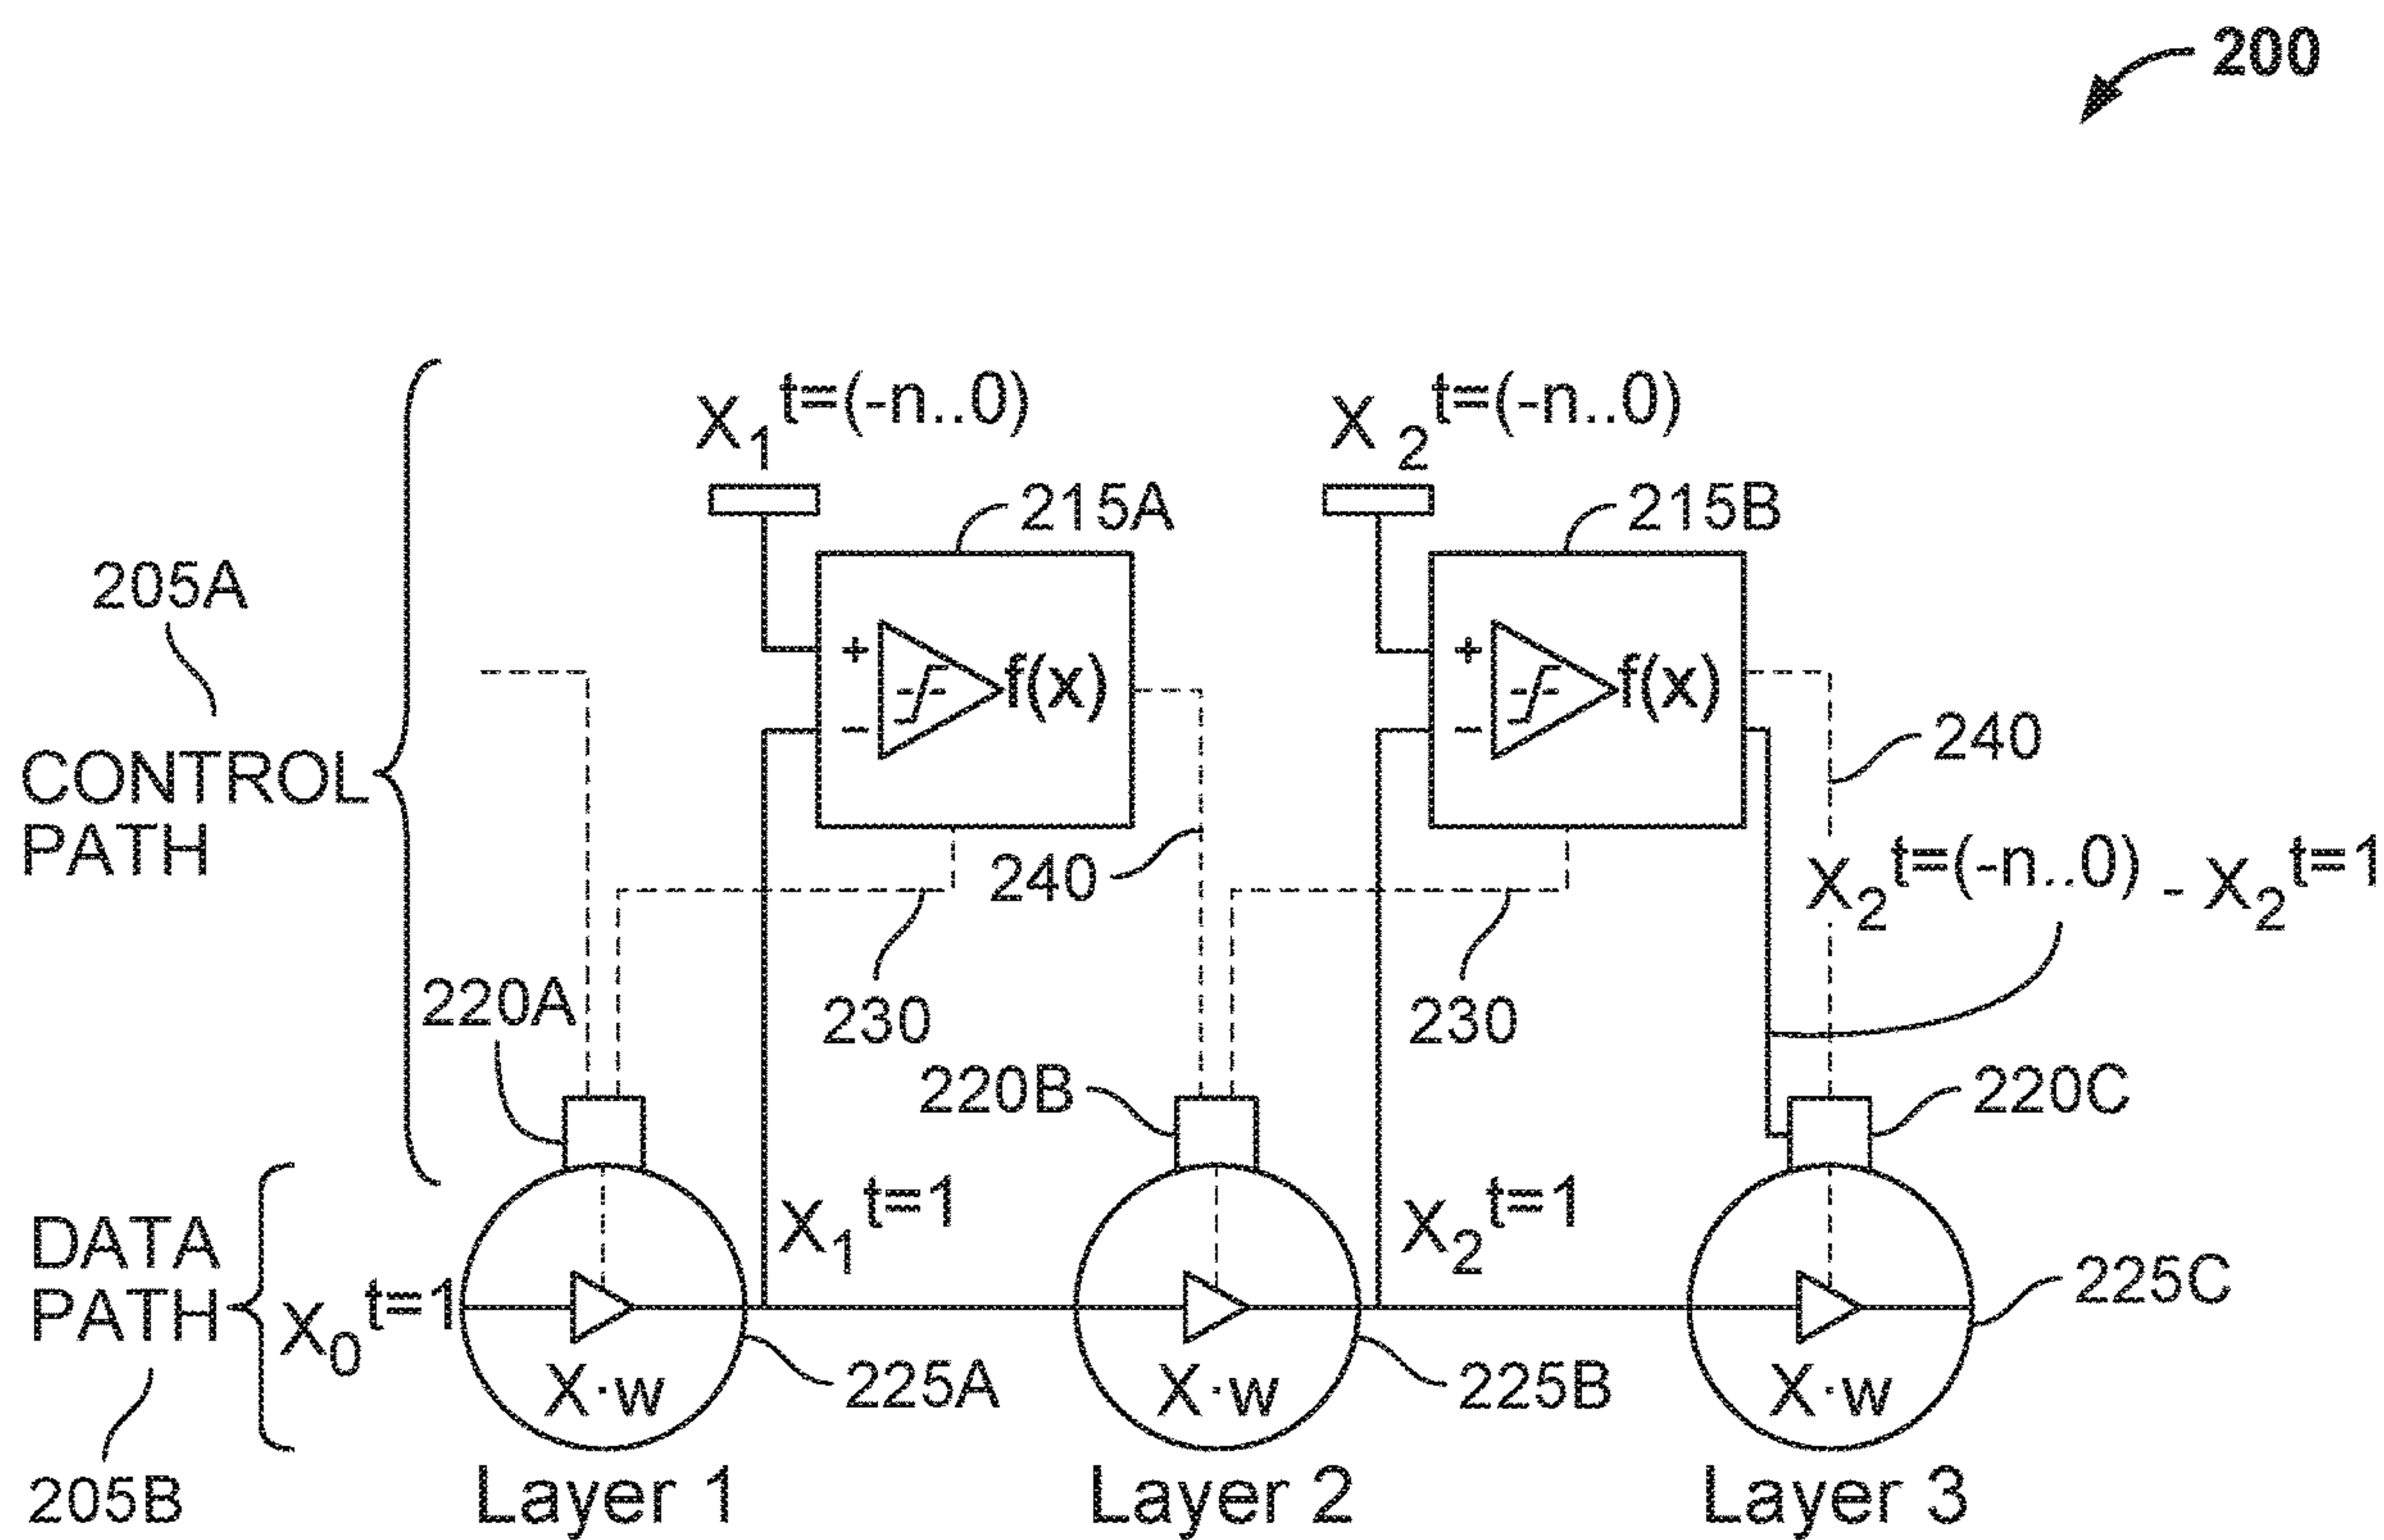 200
X₁ᵗ⁼⁽⁻ⁿ··⁰⁾
X₂ᵗ⁼⁽⁻ⁿ··⁰⁾
215A
215B
205A
CONTROL
PATH
+
−
f(x)
+
−
f(x)
240
240
X₂ᵗ⁼⁽⁻ⁿ··⁰⁾ - X₂ᵗ⁼¹
220A
230
230
220B
220C
DATA
PATH
X₀ᵗ⁼¹
X₁ᵗ⁼¹
X₂ᵗ⁼¹
225C
X·w
225A
X·w
225B
X·w
205B
Layer 1
Layer 2
Layer 3